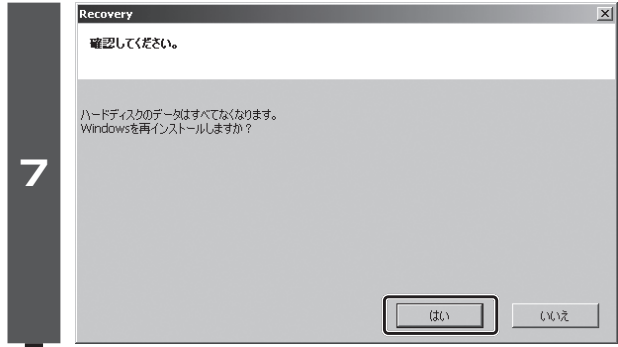 7
Recovery
確認してください。
ハードディスクのデータはすべてなくなります。
Windowsを再インストールしますか？
はい
いいえ